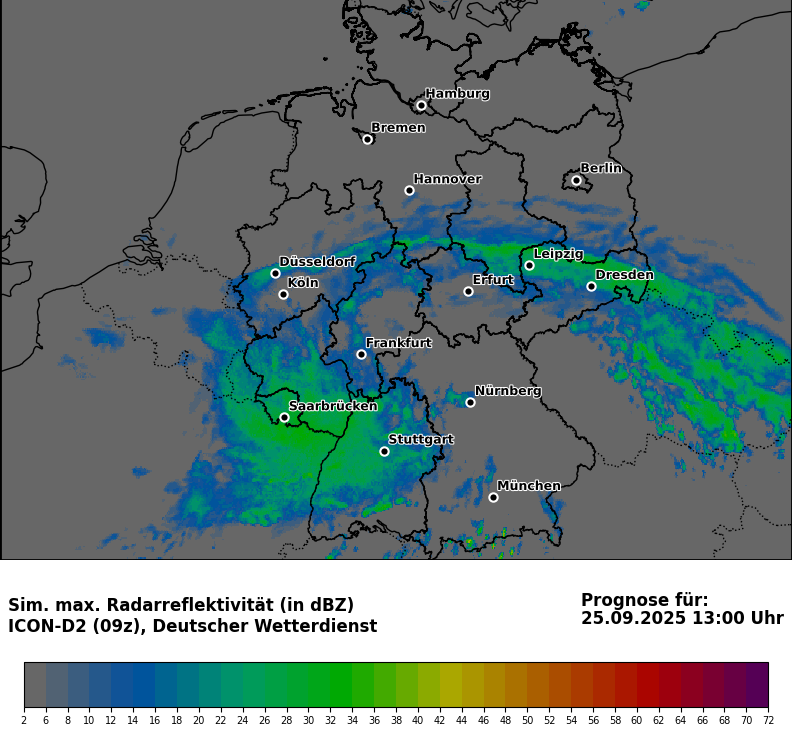 Hamburg
Bremen
Berlin
Hannover
Leipzig
Düsseldorf
Dresden
Köln
Erfurt
Frankfurt
Nürnberg
Saarbrücken
Stuttgart
München
Sim. max. Radarreflektivität (in dBZ)
ICON-D2 (09z), Deutscher Wetterdienst
Prognose für:
25.09.2025 13:00 Uhr
2 6 8 10 12 14 16 18 20 22 24 26 28 30 32 34 36 38 40 42 44 46 48 50 52 54 56 58 60 62 64 66 68 70 72